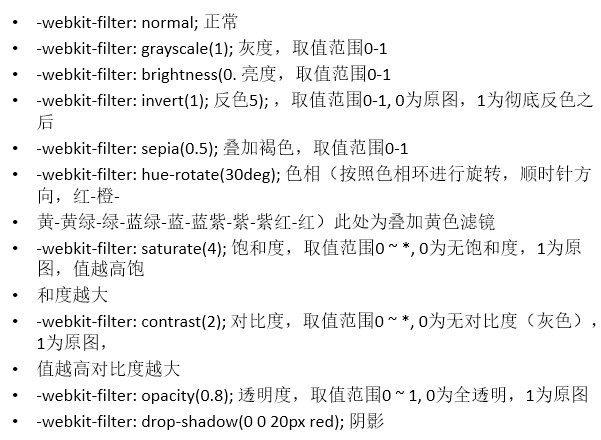 • -webkit-filter: normal; 正常
• -webkit-filter: grayscale(1); 灰度，取值范围0-1
• -webkit-filter: brightness(0. 亮度，取值范围0-1
• -webkit-filter: invert(1); 反色5); ，取值范围0-1, 0为原图，1为彻底反色之
后
• -webkit-filter: sepia(0.5); 叠加褐色，取值范围0-1
• -webkit-filter: hue-rotate(30deg); 色相（按照色相环进行旋转，顺时针方
向，红-橙-
• 黄-黄绿-绿-蓝绿-蓝-蓝紫-紫-紫红-红）此处为叠加黄色滤镜
• -webkit-filter: saturate(4); 饱和度，取值范围0 ~ *, 0为无饱和度，1为原
图，值越高饱
• 和度越大
• -webkit-filter: contrast(2); 对比度，取值范围0 ~ *, 0为无对比度（灰色），
1为原图，
• 值越高对比度越大
• -webkit-filter: opacity(0.8); 透明度，取值范围0 ~ 1, 0为全透明，1为原图
• -webkit-filter: drop-shadow(0 0 20px red); 阴影